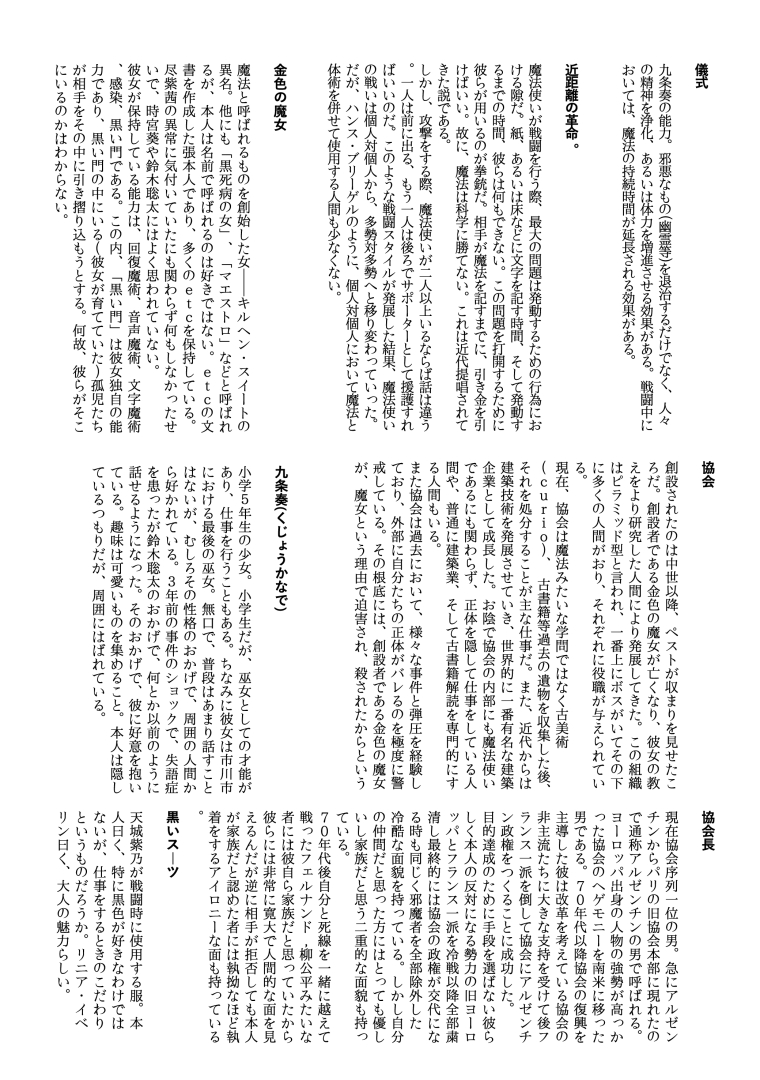 儀式
九条奏の能力。邪悪なもの(幽霊等)を退治するだけでなく、人々
の精神を浄化、あるいは体力を増進させる効果がある。戦闘中に
おいては、魔法の持続時間が延長される効果がある。
近距離の革命。
魔法使いが戦闘を行う際、最大の問題は発動するための行為にお
ける隙だ。紙、あるいは床などに文字を記す時間、そして発動す
るまでの時間、彼らは何もできない。この問題を打開するために
彼らが用いるのが拳銃だ。相手が魔法を記すまでに、引き金を引
けばいい。故に、魔法は科学に勝てない。これは近代提唱されて
きた説である。
しかし、攻撃をする際、魔法使いが二人以上いるならば話は違う
。一人は前に出る、もう一人は後ろでサポーターとして援護すれ
ばいいのだ。このような戦闘スタイルが発展した結果、魔法使い
の戦いは個人対個人から、多勢対多勢へと移り変わっていった。
だが、ハンス・ブリーゲルのように、個人対個人において魔法と
体術を併せて使用する人間も少なくない。
金色の魔女
魔法と呼ばれるものを創始した女――キルヘン・スイートの
異名。他にも「黒死病の女」、「マエストロ」などと呼ばれ
るが、本人は名前で呼ばれるのは好きではない。etcの文
書を作成した張本人であり、多くのetcを保持している。
尽紫茜の異常に気付いていたにも関わらず何もしなかったせ
いで、時宮葵や鈴木聡太にはよく思われていない。
彼女が保持している能力は、回復魔術、音声魔術、文字魔術
、感染、黒い門である。この内、「黒い門」は彼女独自の能
力であり、黒い門の中にいる(彼女が育てていた)孤児たち
が相手をその中に引き摺り込もうとする。何故、彼らがそこ
にいるのかはわからない。
協会
創設されたのは中世以降、ペストが収まりを見せたこ
ろだ。創設者である金色の魔女が亡くなり、彼女の教
えをより研究した人間により発展してきた。この組織
はピラミッド型と言われ、一番上にボスがいてその下
に多くの人間がおり、それぞれに役職が与えられてい
る。
現在、協会は魔法みたいな学問ではなく古美術
(curio)、古書籍等過去の遺物を収集した後、
それを処分することが主な仕事だ。また、近代からは
建築技術を発展させていき、世界的に一番有名な建築
企業として成長した。お陰で協会の内部にも魔法使い
であるにも関わらず、正体を隠して仕事をしている人
間や、普通に建築業、そして古書籍解読を専門的にす
る人間もいる。
また協会は過去において、様々な事件と弾圧を経験し
ており、外部に自分たちの正体がバレるのを極度に警
戒している。その根底には、創設者である金色の魔女
が、魔女という理由で迫害され、殺されたからという
九条奏(くじょうかなで)
小学5年生の少女。小学生だが、巫女としての才能が
あり、仕事を行うこともある。ちなみに彼女は市川市
における最後の巫女。無口で、普段はあまり話すこと
はないが、むしろその性格のおかげで、周囲の人間か
ら好かれている。3年前の事件のショックで、失語症
を患ったが鈴木聡太のおかげで、何とか以前のように
話せるようになった。そのおかげで、彼に好意を抱い
ている。趣味は可愛いものを集めること。本人は隠し
ているつもりだが、周囲にはばれている。
協会長
現在協会序列一位の男。急にアルゼン
チンからパリの旧協会本部に現れたの
で通称アルゼンチンの男で呼ばれる。
ヨーロッパ出身の人物の強勢が高っか
った協会のヘゲモニーを南米に移った
男である。70年代以降協会の復興を
主導した彼は改革を考えている協会の
非主流たちに大きな支持を受けて後フ
ランス一派を倒して協会にアルゼンチ
ン政権をつくることに成功した。
目的達成のために手段を選ばない彼ら
しく本人の反対になる勢力の旧ヨーロ
ッパとフランス一派を冷戦以降全部粛
清し最終的には協会の政権が交代にな
る時も同じく邪魔者を全部除外した
冷酷な面貌を持っている。しかし自分
の仲間だと思った方にはとっても優し
いし家族だと思う二重的な面貌も持っ
ている。
70年代後自分と死線を一緒に越えて
戦ったフェルナンド,柳公平みたいな
者には彼自ら家族だと思っていたから
彼らには非常に寛大で人間的な面を見
えるんだが逆に相手が拒否しても本人
が家族だと認めた者には執拗なほど執
着をするアイロニーな面も持っている
。
黒いスーツ
天城紫乃が戦闘時に使用する服。本
人曰く、特に黒色が好きなわけでは
ないが、仕事をするときのこだわり
というものだろうか。リニア・イベ
リン曰く、大人の魅力らしい。